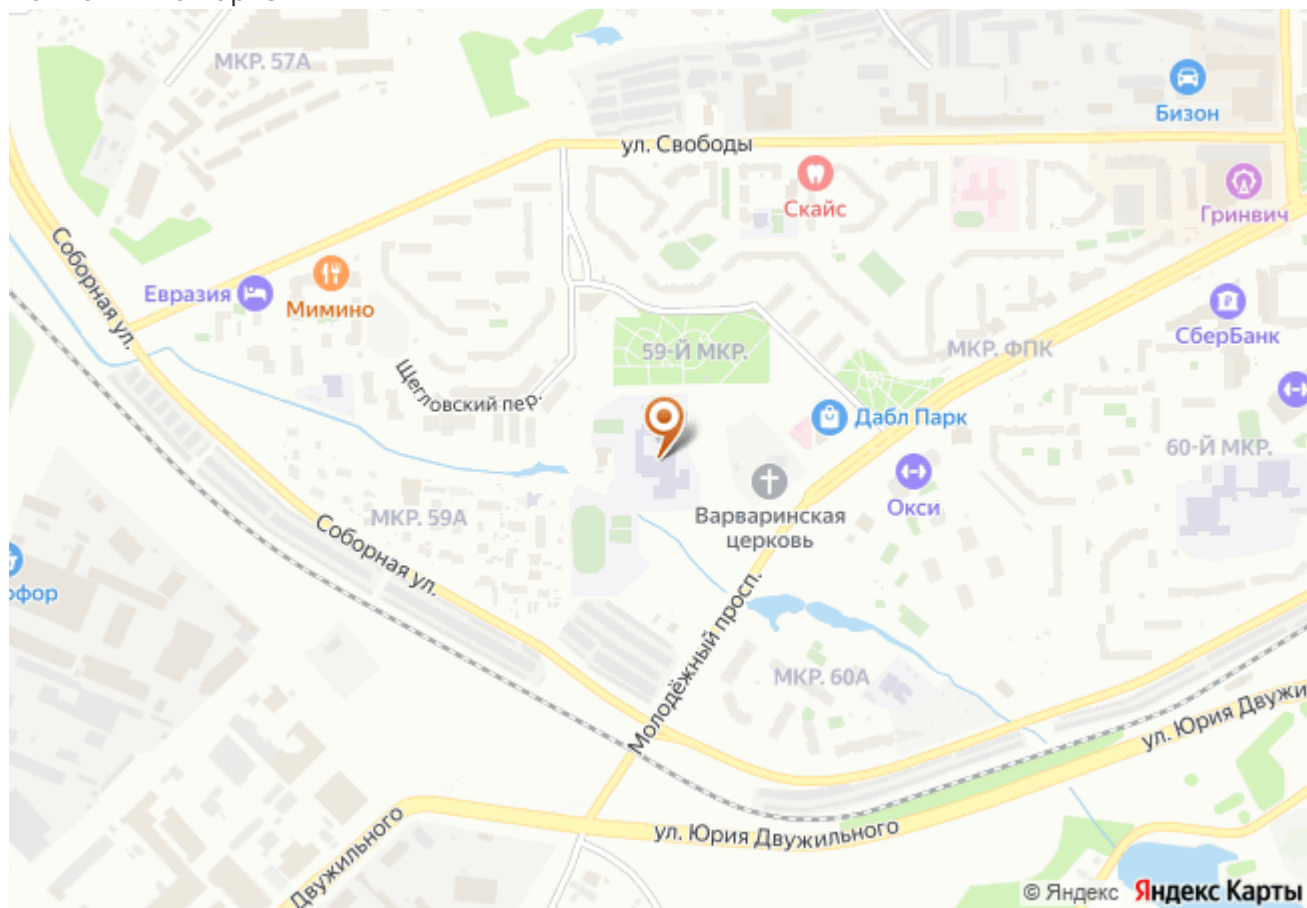 МКР. 57А
Бизон
ул. Свободы
Скайс
Гринвич
Соборная ул.
Евразия
Мимино
СберБанк
59-Й МКР.
МКР. ФПК
Щегловский пер.
Дабл Парк
60-Й МКР.
Окси
МКР. 59А
Варваринская
церковь
Соборная ул.
офор
Молодёжный просп.
МКР. 60А
ул. Юрия Двужи
ул. Юрия Двужильного
Двужильного
© Яндекс Яндекс Карты